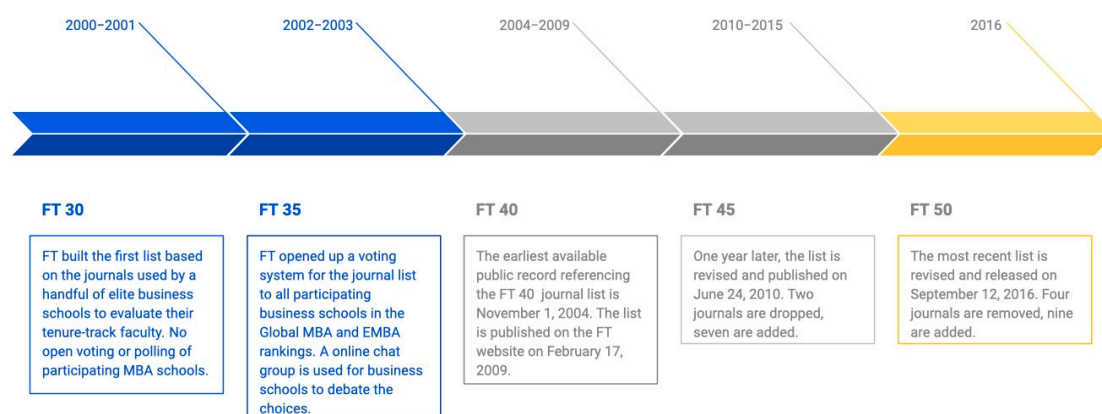 2000-2001
2002-2003
2004-2009
2010-2015
2016
FT 30
FT built the first list based
on the journals used by a
handful of elite business
schools to evaluate their
tenure-track faculty. No
open voting or polling of
participating MBA schools.
FT 35
FT opened up a voting
system for the journal list
to all participating
business schools in the
Global MBA and EMBA
rankings. A online chat
group is used for business
schools to debate the
choices.
FT 40
The earliest available
public record referencing
the FT 40 journal list is
November 1, 2004. The list
is published on the FT
website on February 17,
2009.
FT 45
One year later, the list is
revised and published on
June 24, 2010. Two
journals are dropped,
seven are added.
FT 50
The most recent list is
revised and released on
September 12, 2016. Four
journals are removed, nine
are added.